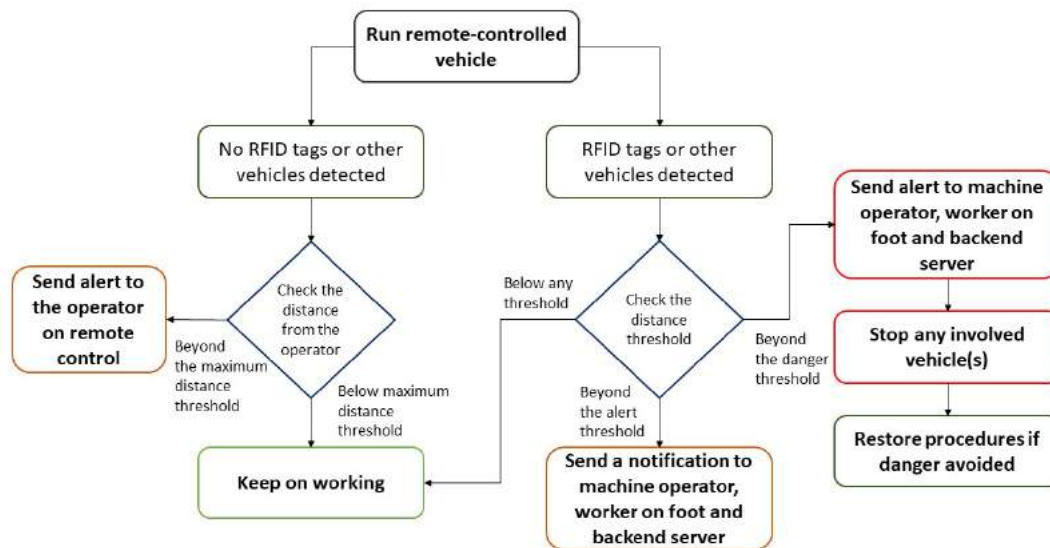 Run remote-controlled
vehicle
No RFID tags or other
vehicles detected
RFID tags or other
vehicles detected
Send alert to machine
operator, worker on
foot and backend
server
Send alert to
the operator
on remote
control
Check the
distance
from the
operator
Below any
threshold
Check the
distance
threshold
Beyond
the maximum
distance
threshold
Below maximum
distance
threshold
Beyond
the alert
threshold
Beyond
the danger
threshold
Stop any involved
vehicle(s)
Keep on working
Send a notification to
machine operator,
worker on foot and
backend server
Restore procedures if
danger avoided